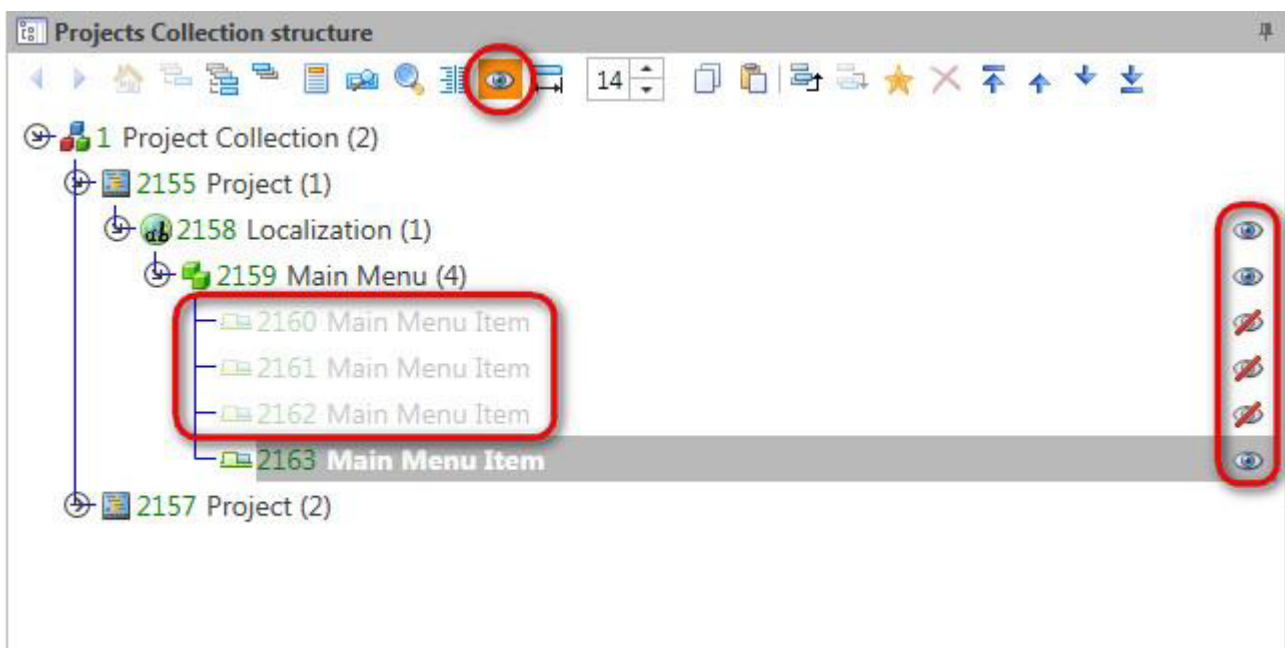 Projects Collection structure
14
1 Project Collection (2)
2155 Project (1)
ab 2158 Localization (1)
2159 Main Menu (4)
2160 Main Menu Item
2161 Main Menu Item
2162 Main Menu Item
2163 Main Menu Item
2157 Project (2)